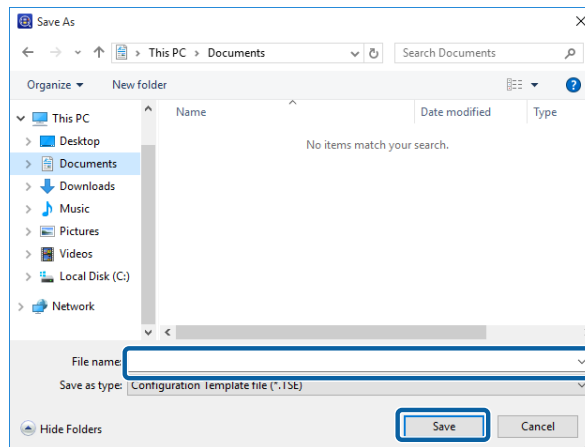 Save As
This PC > Documents
Search Documents
Organize
New folder
Name
Date modified
Type
This PC
Desktop
Documents
Downloads
Music
Pictures
Videos
Local Disk (C:)
Network
No items match your search.
File name:
Save as type: Configuration Template file (*.TSE)
Hide Folders
Save
Cancel